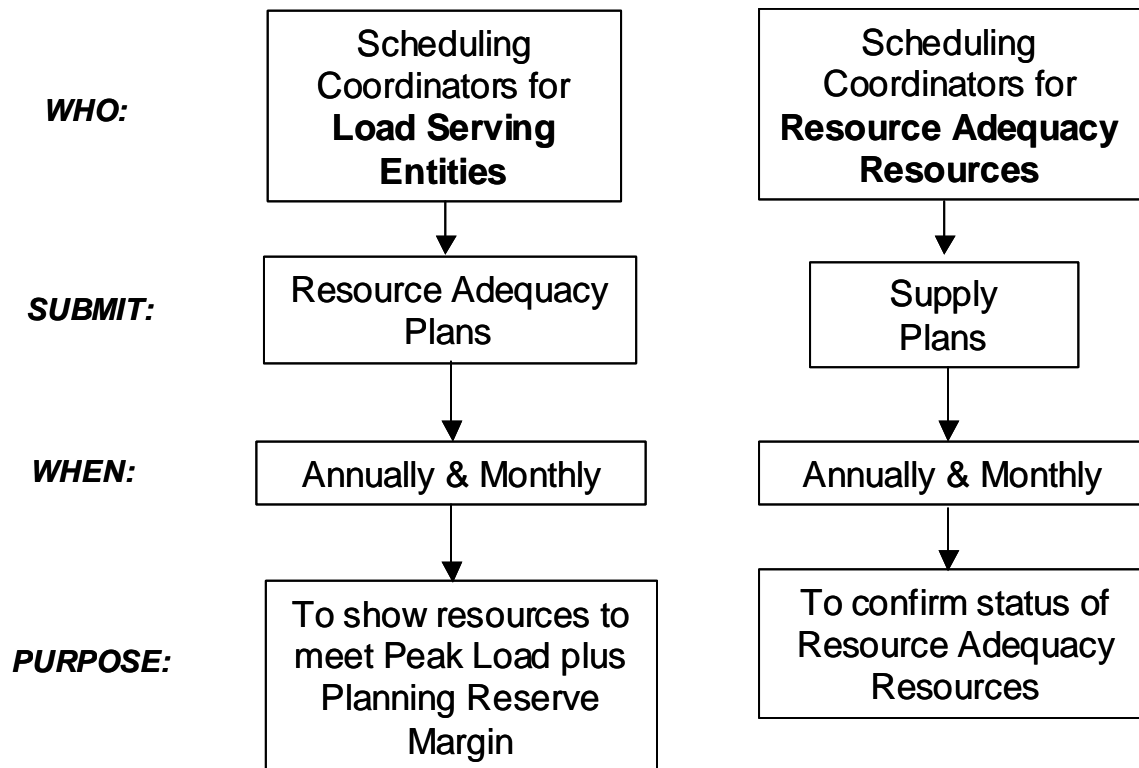 WHO:
Scheduling
Coordinators for
Load Serving
Entities
Scheduling
Coordinators for
Resource Adequacy
Resources
SUBMIT:
Resource Adequacy
Plans
Supply
Plans
WHEN:
Annually & Monthly
Annually & Monthly
PURPOSE:
To show resources to
meet Peak Load plus
Planning Reserve
Margin
To confirm status of
Resource Adequacy
Resources